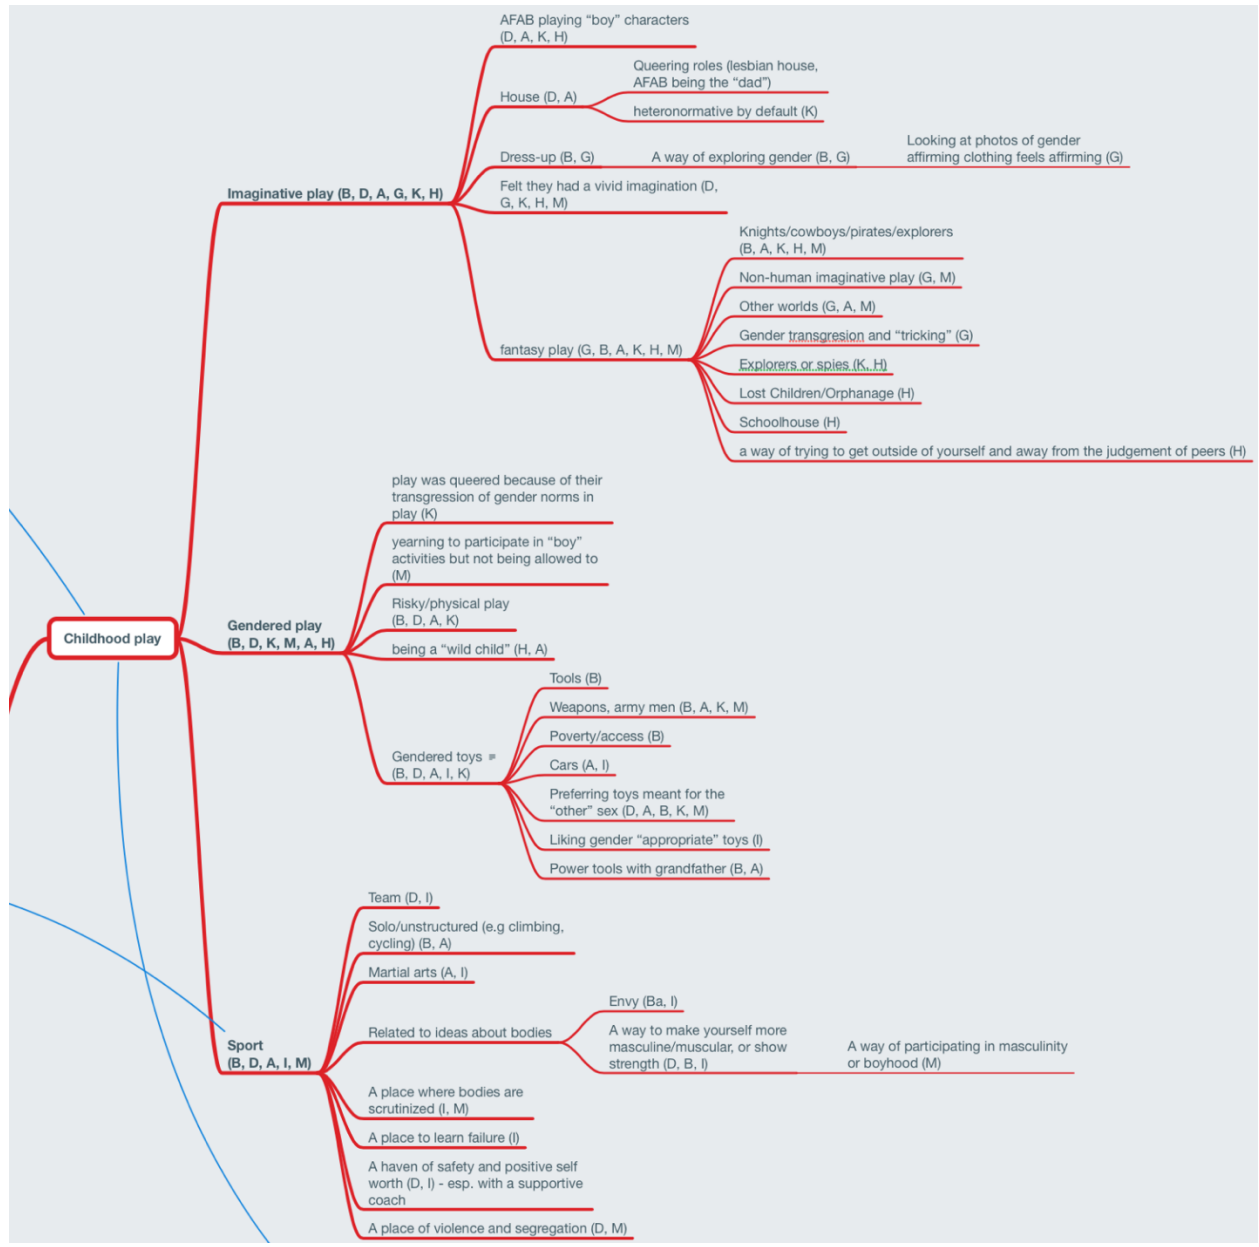 AFAB playing “boy” characters
(D, A, K, H)
Queering roles (lesbian house,
AFAB being the “dad”)
House (D, A)
heteronormative by default (K)
Looking at photos of gender
affirming clothing feels affirming (G)
Dress-up (B, G)
A way of exploring gender (B, G)
Imaginative play (B, D, A, G, K, H)
Felt they had a vivid imagination (D,
G, K, H, M)
Knights/cowboys/pirates/explorers
(B, A, K, H, M)
Non-human imaginative play (G, M)
Other worlds (G, A, M)
Gender transgresion and “tricking” (G)
fantasy play (G, B, A, K, H, M)
Explorers or spies (K, H)
Lost Children/Orphanage (H)
Schoolhouse (H)
a way of trying to get outside of yourself and away from the judgement of peers (H)
play was queered because of their
transgression of gender norms in
play (K)
yearning to participate in “boy”
activities but not being allowed to
(M)
Risky/physical play
(B, D, A, K)
Childhood play
Gendered play
(B, D, K, M, A, H)
being a “wild child” (H, A)
Tools (B)
Weapons, army men (B, A, K, M)
Poverty/access (B)
Gendered toys
(B, D, A, I, K)
Cars (A, I)
Preferring toys meant for the
“other” sex (D, A, B, K, M)
Liking gender “appropriate” toys (I)
Power tools with grandfather (B, A)
Team (D, I)
Solo/unstructured (e.g climbing,
cycling) (B, A)
Martial arts (A, I)
Envy (Ba, I)
Related to ideas about bodies
A way to make yourself more
masculine/muscular, or show
strength (D, B, I)
A way of participating in masculinity
or boyhood (M)
Sport
(B, D, A, I, M)
A place where bodies are
scrutinized (I, M)
A place to learn failure (I)
A haven of safety and positive self
worth (D, I) - esp. with a supportive
coach
A place of violence and segregation (D, M)